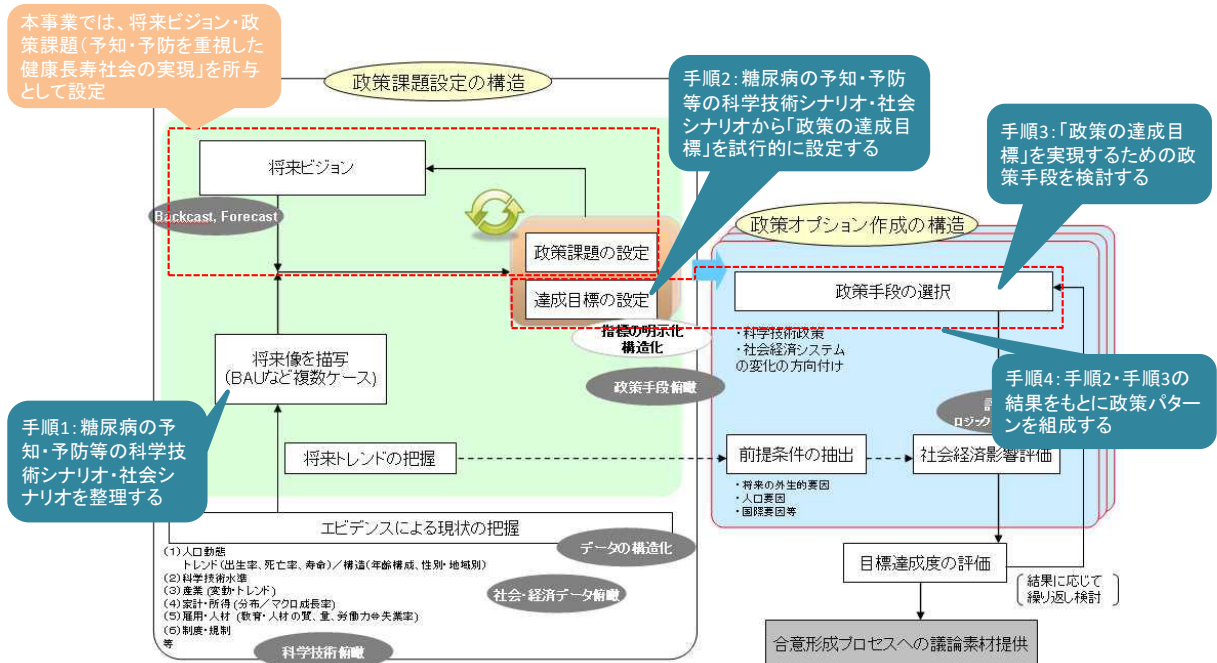 本事業では、将来ビジョン・政
策課題(予知・予防を重視した
健康長寿社会の実現」を所与
として設定
政策課題設定の構造
将来ビジョン
Backcast, Forecast
政策課題の設定
達成目標の設定
指標の明示化
構造化
政策手段俯瞰
将来像を描写
(BAUなど複数ケース)
将来トレンドの把握
手順1:糖尿病の予
知・予防等の科学技
術シナリオ・社会シ
ナリオを整理する
エビデンスによる現状の把握
データの構造化
(1)人口動態
トレンド(出生率、死亡率、寿命)/構造(年齢構成、性別・地域別)
(2)科学技術水準
(3)産業(変動・トレンド)
(4)家計・所得(分布/マクロ成長率)
(5)雇用・人材(教育・人材の質、量、労働力⇔失業率)
(6)制度・規制
等
社会・経済データ俯瞰
科学技術俯瞰
手順2:糖尿病の予知・予防
等の科学技術シナリオ・社会
シナリオから「政策の達成目
標」を試行的に設定する
手順3:「政策の達成目
標」を実現するための政
策手段を検討する
政策オプション作成の構造
政策手段の選択
・科学技術政策
・社会経済システム
の変化の方向付け
手順4:手順2・手順3の
結果をもとに政策パター
ンを組成する
ロジック
前提条件の抽出
社会経済影響評価
・将来の外生的要因
・人口要因
・国際要因等
目標達成度の評価
結果に応じて
繰り返し検討
合意形成プロセスへの議論素材提供